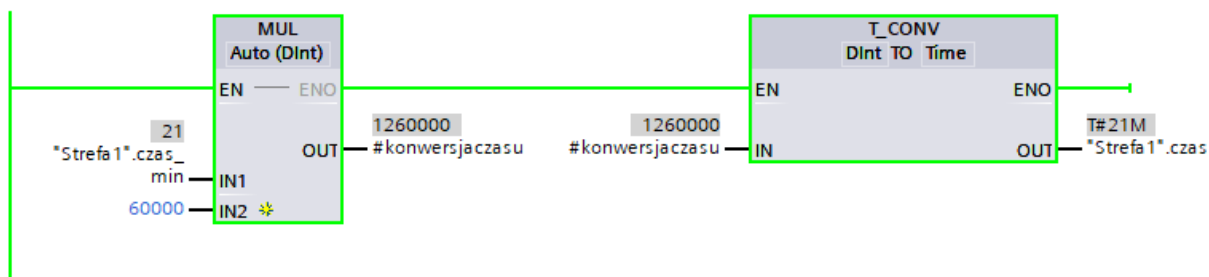 MUL
Auto (DInt)
EN ENO
21
"Strefa1".czas_
min
IN1
60000
IN2
OUT
1260000
#konwersjaczasu
T_CONV
DInt TO Time
EN ENO
1260000
#konwersjaczasu
IN
OUT
T#21M
"Strefa1".czas